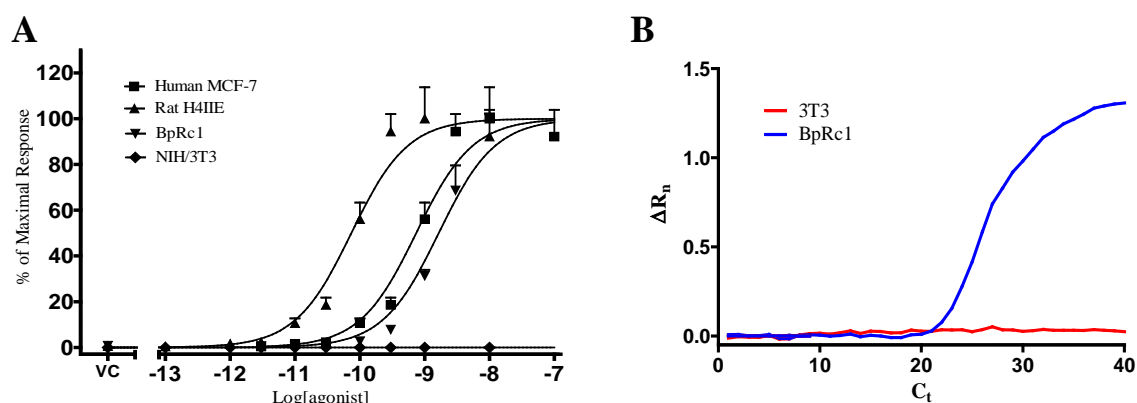 A
% of Maximal Response
120
100
80
60
40
20
0
Human MCF-7
Rat H4IIE
BpRc1
NIH/3T3
VC
-13 -12 -11 -10 -9 -8 -7
Log[agonist]
B
ΔRn
1.5
1.0
0.5
0.0
3T3
BpRc1
0 10 20 30 40
Ct